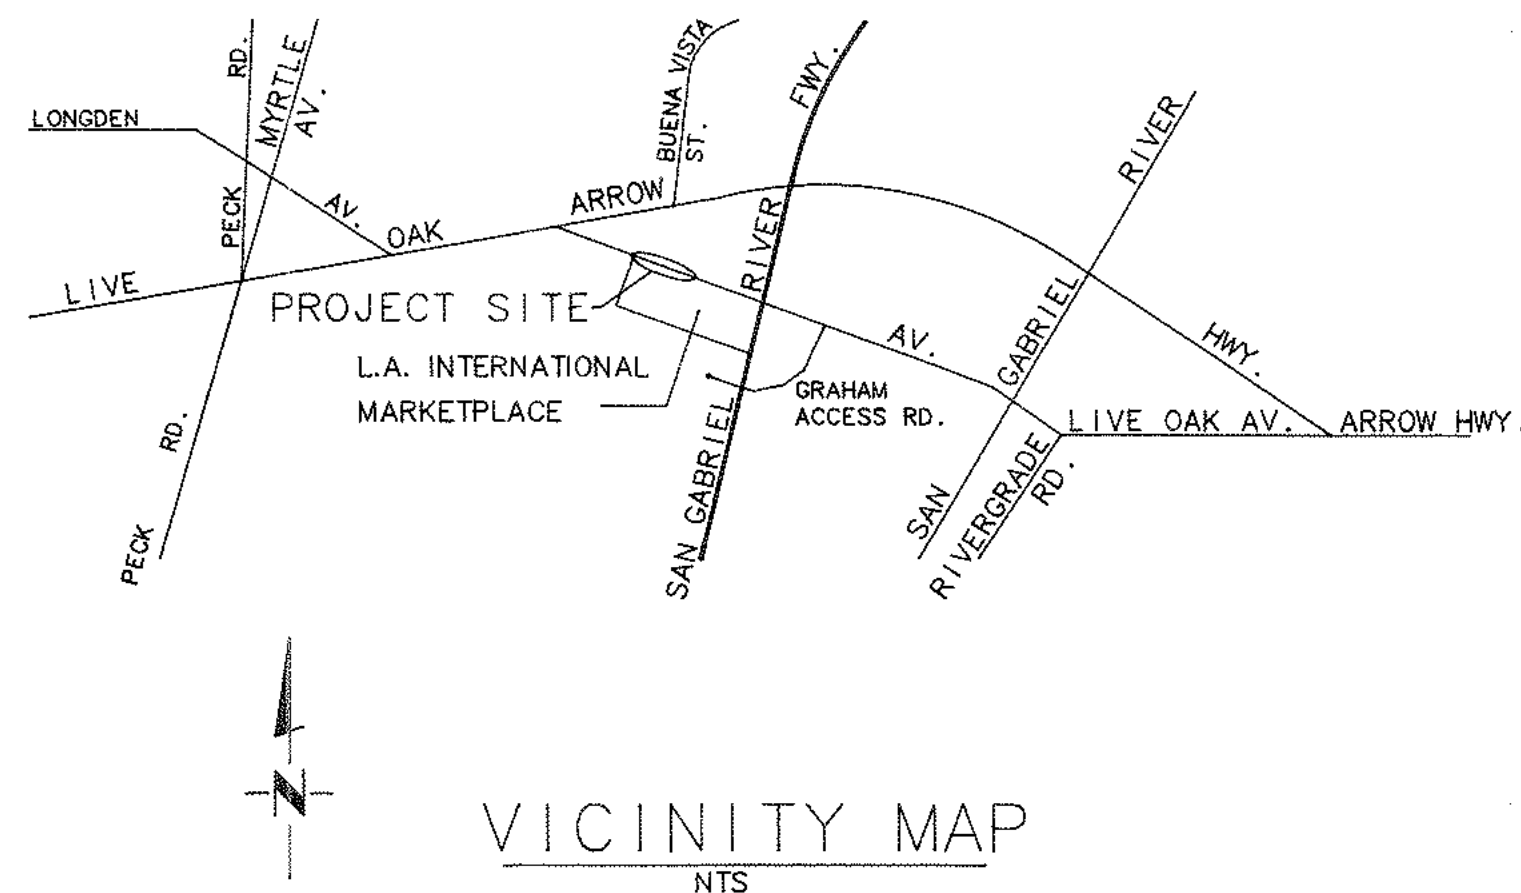 RD.
PECK
MYRTLE
AV.
LONGDEN
AV.
BUENA VISTA
ST.
SAN GABRIEL RIVER FWY.
SAN GABRIEL RIVER
LIVE OAK
ARROW
HWY.
PROJECT SITE
L.A. INTERNATIONAL
MARKETPLACE
AV.
GRAHAM
ACCESS RD.
LIVE OAK AV.
ARROW HWY.
PECK RD.
RIVERGRADE
RD.
N
VICINITY MAP
NTS